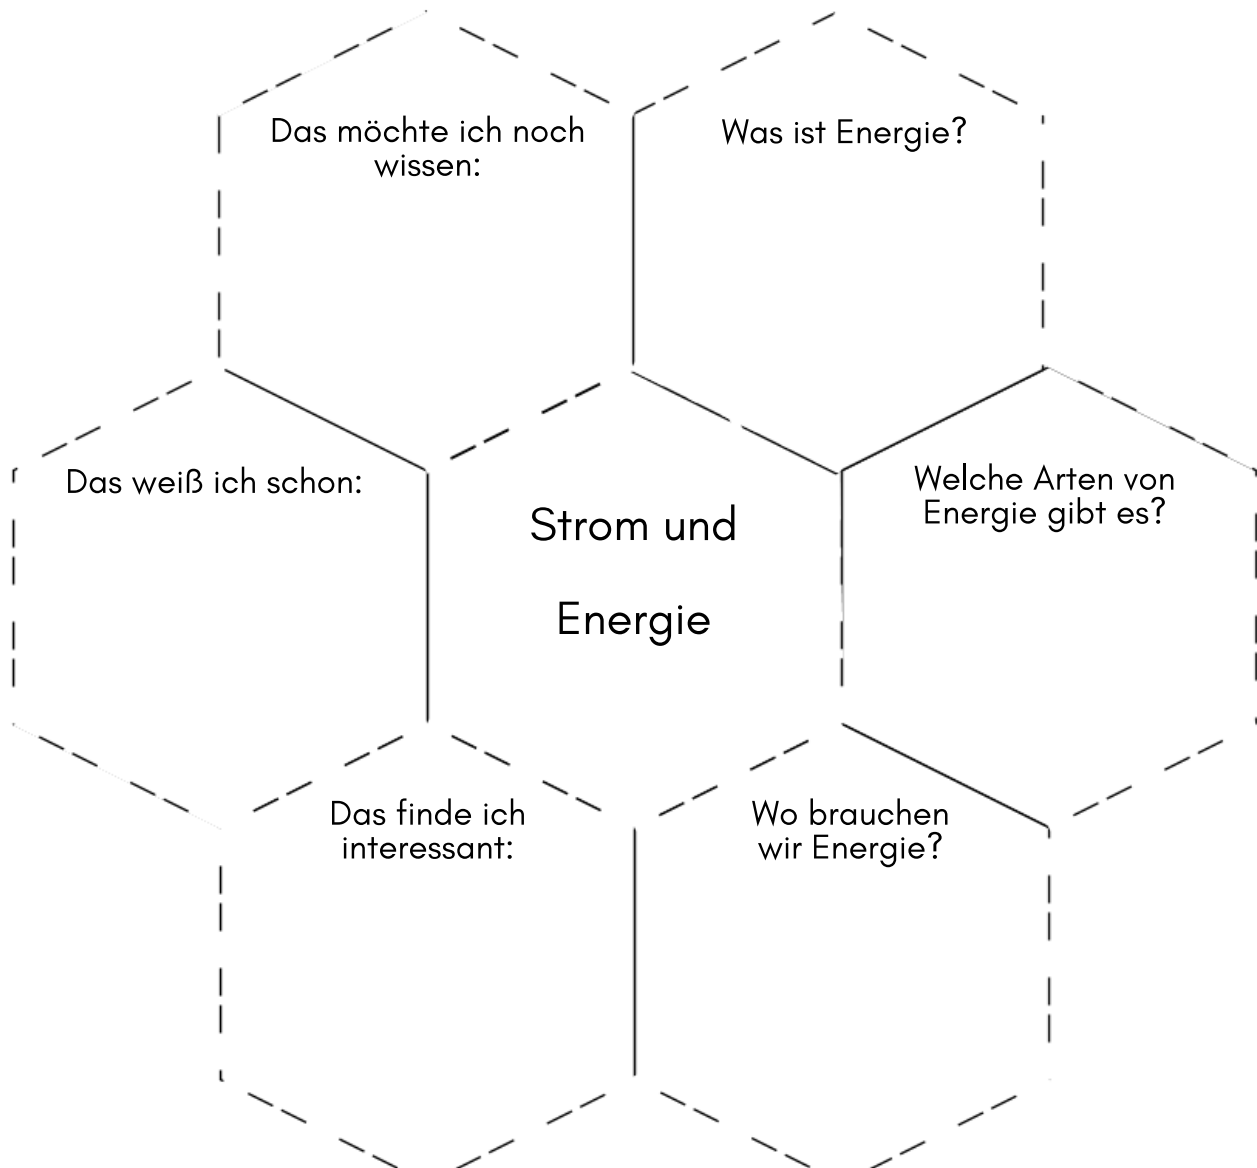 Das möchte ich noch
wissen:
Was ist Energie?
Das weiß ich schon:
Strom und
Energie
Welche Arten von
Energie gibt es?
Das finde ich
interessant:
Wo brauchen
wir Energie?